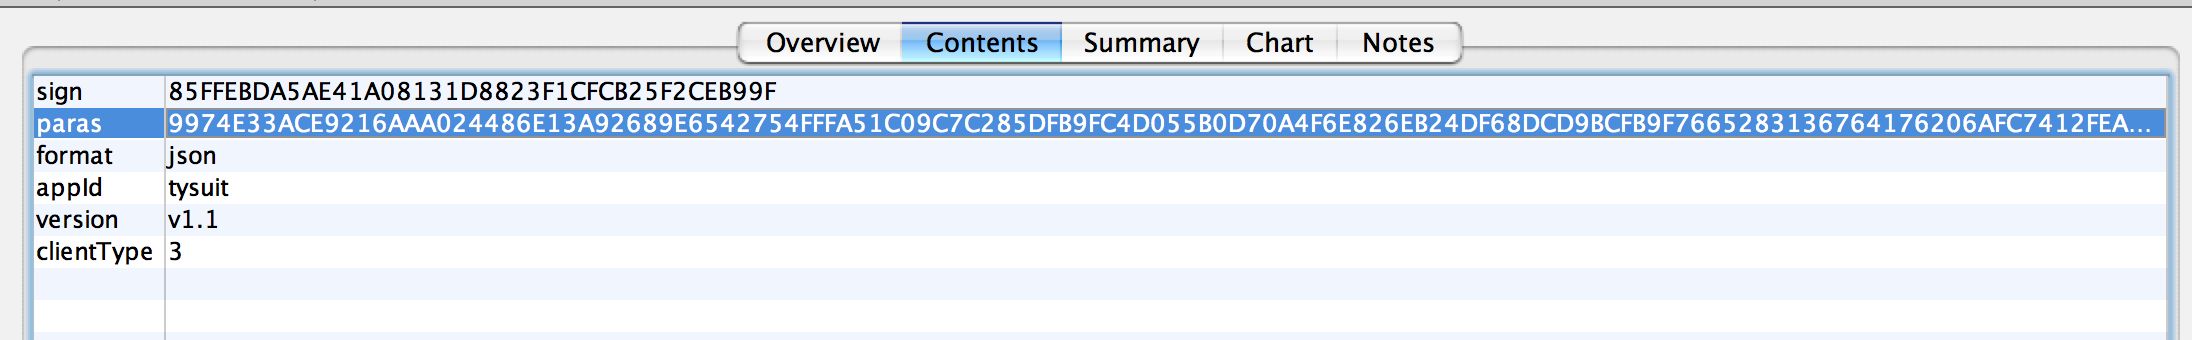 Overview Contents Summary Chart Notes
sign 85FFEBDA5AE41A08131D8823F1CFCB25F2CEB99F
paras 9974E33ACE9216AAA024486E13A92689E6542754FFFA51C09C7C285DFB9FC4D055B0D70A4F6E826EB24DF68DCD9BCFB9F7665283136764176206AFC7412FEA...
format json
appId tysuit
version v1.1
clientType 3